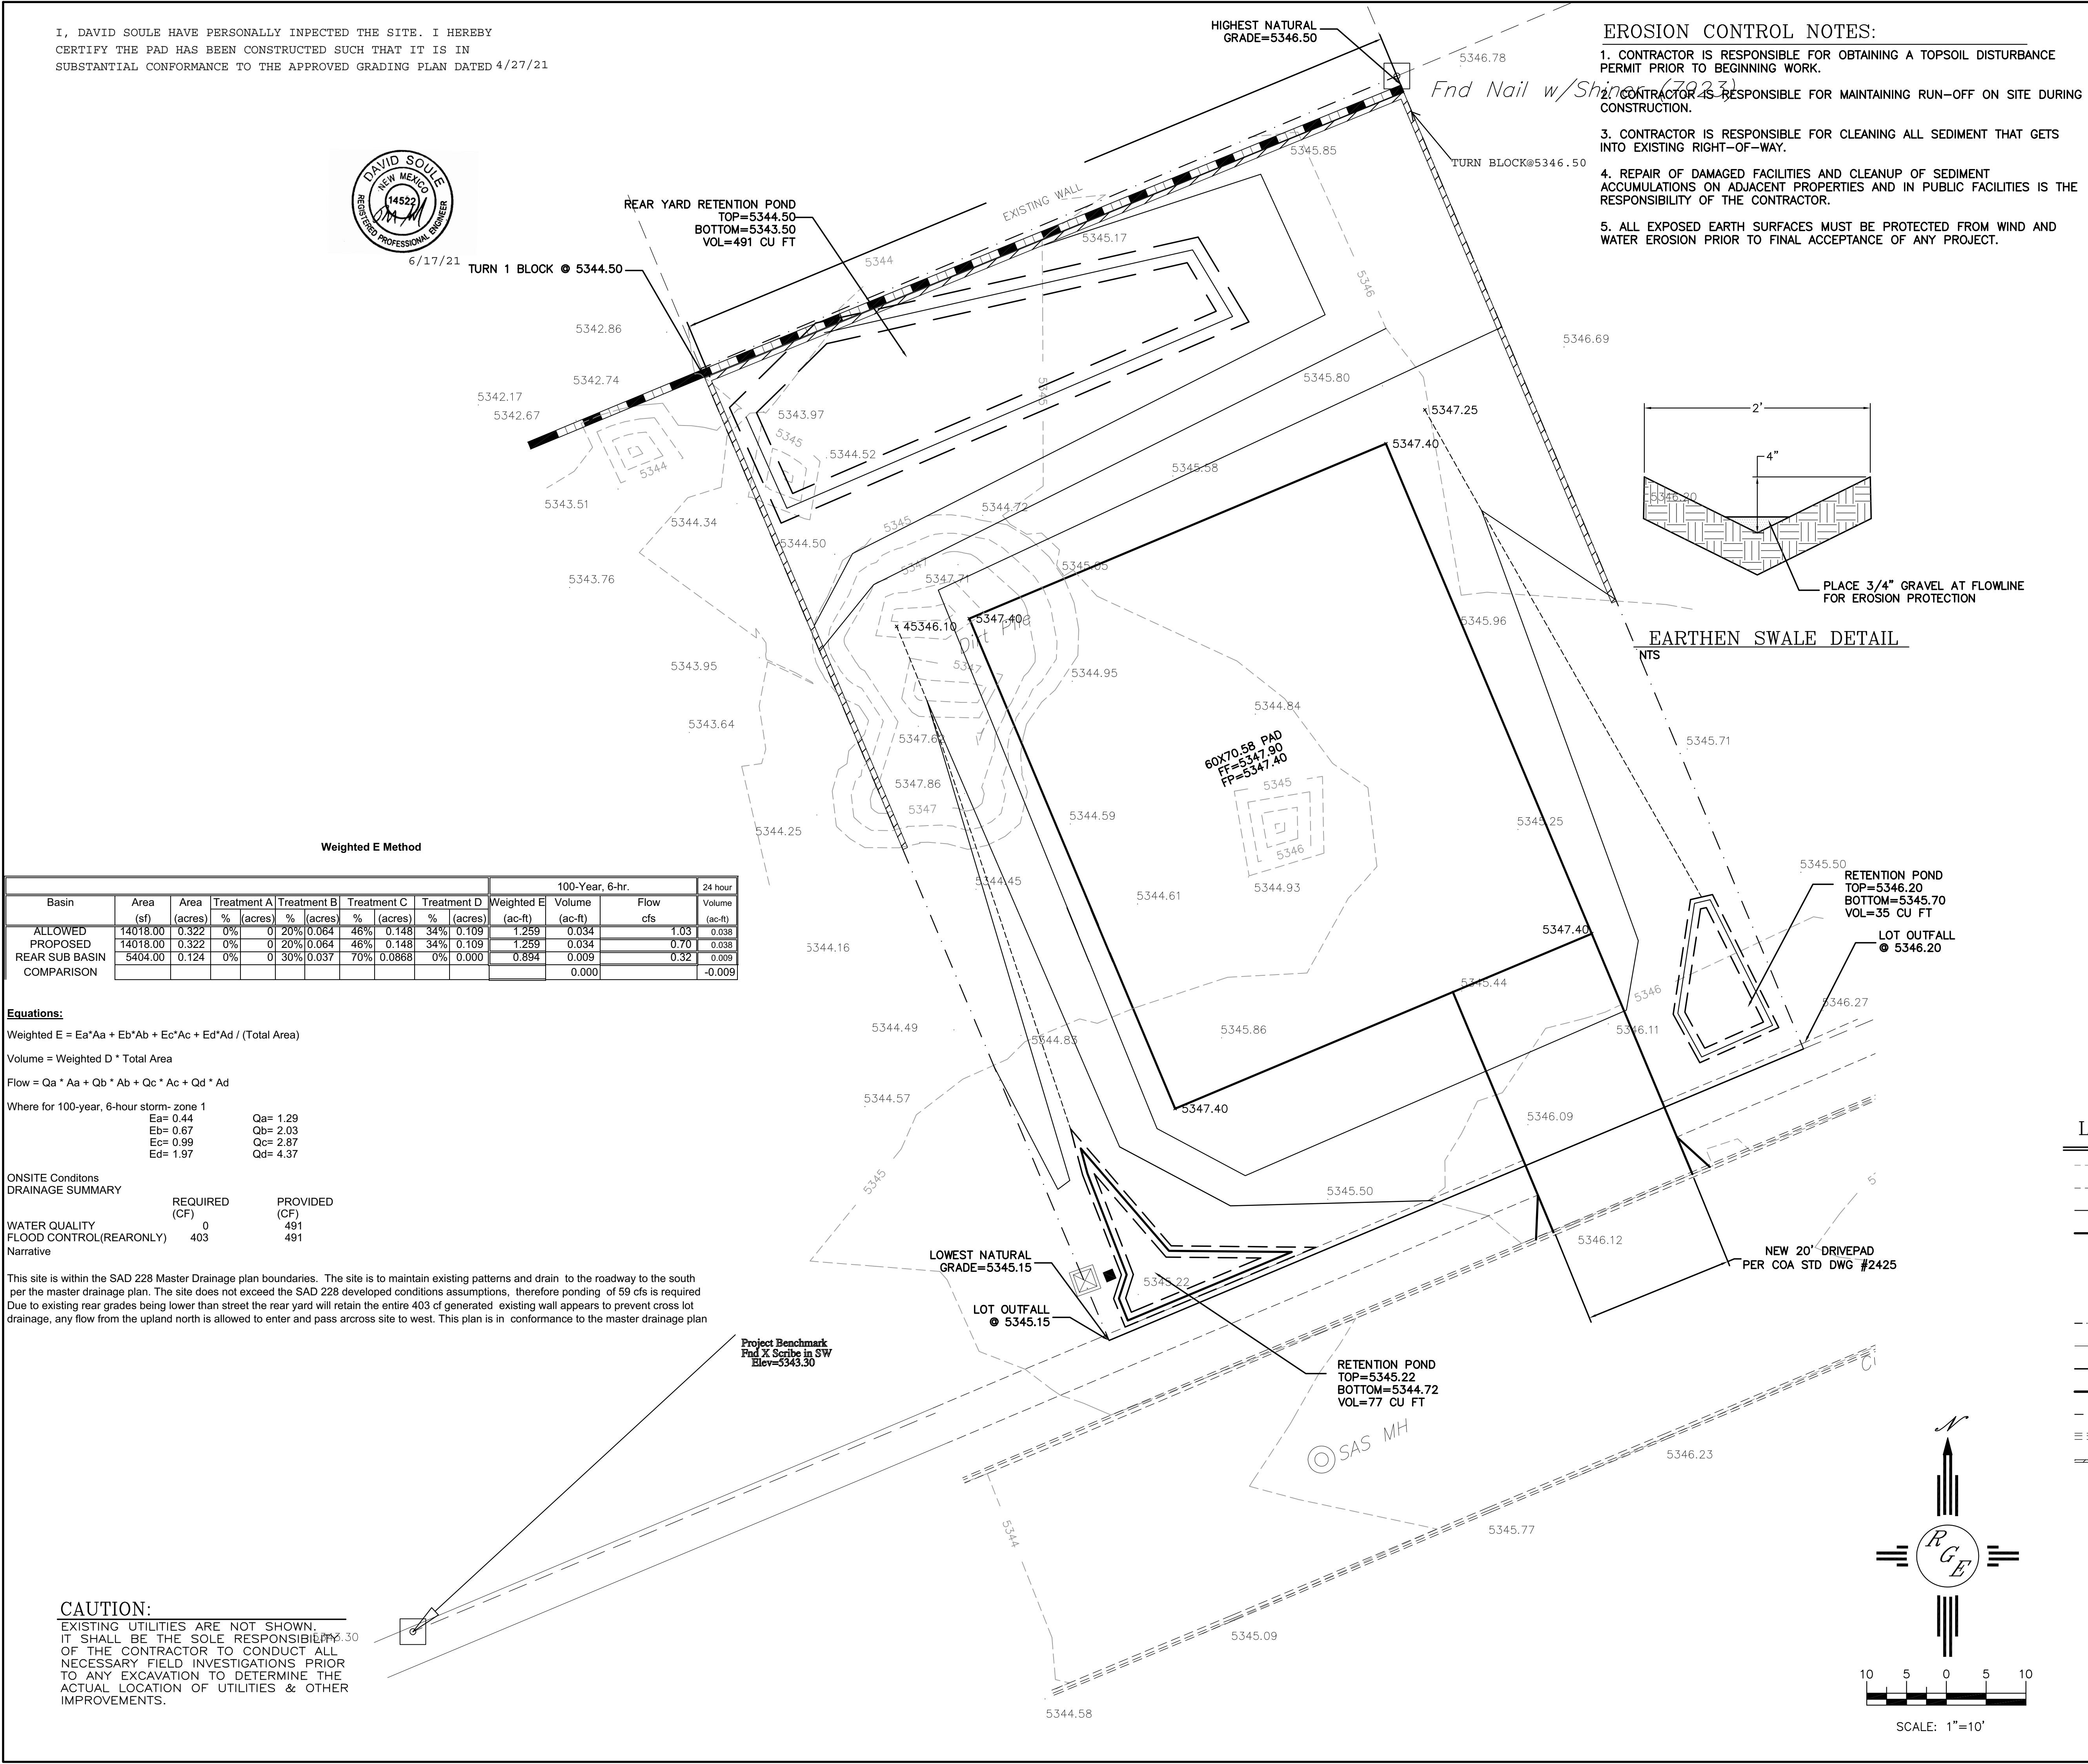 I, DAVID SOULE HAVE PERSONALLY INPECTED THE SITE. I HEREBY
CERTIFY THE PAD HAS BEEN CONSTRUCTED SUCH THAT IT IS IN
SUBSTANTIAL CONFORMANCE TO THE APPROVED GRADING PLAN DATED 4/27/21
DAVID SOULE
NEW MEXICO
14522
REGISTERED PROFESSIONAL ENGINEER
6/17/21
HIGHEST NATURAL
GRADE=5346.50
5346.78
Fnd Nail w/Shiner (7923)
5345.85
TURN BLOCK@5346.50
EXISTING WALL
5345.17
REAR YARD RETENTION POND
TOP=5344.50
BOTTOM=5343.50
VOL=491 CU FT
TURN 1 BLOCK @ 5344.50
5344
5346
5342.86
5342.74
5342.17
5342.67
5346.69
5345
5345.80
5347.25
5343.97
5345
5344.52
5347.40
5344
5345.58
5343.51
5344.34
5344.72
5345
5344.50
5347
5347.71
5345.05
5343.76
45346.10
5347.40
Dirt Pile
5345.96
5347
5343.95
5344.95
5344.84
5343.64
5347.62
5345.71
60X70.58 PAD
FF=5347.90
FP=5347.40
5347.86
5345
5347
5344.59
5345.25
5344.25
5346
5344.45
5344.61
5344.93
5345.50
5347.40
5344.16
5345.44
5346
5346.27
5344.49
5344.83
5345.86
5346.11
5344.57
5347.40
5346.09
5345
5345.50
5346.12
5345.22
EROSION CONTROL NOTES:
1. CONTRACTOR IS RESPONSIBLE FOR OBTAINING A TOPSOIL DISTURBANCE
PERMIT PRIOR TO BEGINNING WORK.
2. CONTRACTOR IS RESPONSIBLE FOR MAINTAINING RUN-OFF ON SITE DURING
CONSTRUCTION.
3. CONTRACTOR IS RESPONSIBLE FOR CLEANING ALL SEDIMENT THAT GETS
INTO EXISTING RIGHT-OF-WAY.
4. REPAIR OF DAMAGED FACILITIES AND CLEANUP OF SEDIMENT
ACCUMULATIONS ON ADJACENT PROPERTIES AND IN PUBLIC FACILITIES IS THE
RESPONSIBILITY OF THE CONTRACTOR.
5. ALL EXPOSED EARTH SURFACES MUST BE PROTECTED FROM WIND AND
WATER EROSION PRIOR TO FINAL ACCEPTANCE OF ANY PROJECT.
2'
4"
5346.20
PLACE 3/4" GRAVEL AT FLOWLINE
FOR EROSION PROTECTION
EARTHEN SWALE DETAIL
NTS
RETENTION POND
TOP=5346.20
BOTTOM=5345.70
VOL=35 CU FT
LOT OUTFALL
@ 5346.20
NEW 20' DRIVEPAD
PER COA STD DWG #2425
LOWEST NATURAL
GRADE=5345.15
LOT OUTFALL
@ 5345.15
RETENTION POND
TOP=5345.22
BOTTOM=5344.72
VOL=77 CU FT
SAS MH
5346.23
5345.77
5344
5345.09
5344.58
Weighted E Method
100-Year, 6-hr. 24 hour
Basin Area Area Treatment A Treatment B Treatment C Treatment D Weighted E Volume Flow Volume
(sf) (acres) % (acres) % (acres) % (acres) % (acres) (ac-ft) (ac-ft) cfs (ac-ft)
ALLOWED 14018.00 0.322 0% 0 20% 0.064 46% 0.148 34% 0.109 1.259 0.034 1.03 0.038
PROPOSED 14018.00 0.322 0% 0 20% 0.064 46% 0.148 34% 0.109 1.259 0.034 0.70 0.038
REAR SUB BASIN 5404.00 0.124 0% 0 30% 0.037 70% 0.0868 0% 0.000 0.894 0.009 0.32 0.009
COMPARISON 0.000 -0.009
Equations:
Weighted E = Ea*Aa + Eb*Ab + Ec*Ac + Ed*Ad / (Total Area)
Volume = Weighted D * Total Area
Flow = Qa * Aa + Qb * Ab + Qc * Ac + Qd * Ad
Where for 100-year, 6-hour storm- zone 1
Ea= 0.44 Qa= 1.29
Eb= 0.67 Qb= 2.03
Ec= 0.99 Qc= 2.87
Ed= 1.97 Qd= 4.37
ONSITE Conditons
DRAINAGE SUMMARY
REQUIRED PROVIDED
(CF) (CF)
WATER QUALITY 0 491
FLOOD CONTROL(REARONLY) 403 491
Narrative
This site is within the SAD 228 Master Drainage plan boundaries. The site is to maintain existing patterns and drain to the roadway to the south
per the master drainage plan. The site does not exceed the SAD 228 developed conditions assumptions, therefore ponding of 59 cfs is required
Due to existing rear grades being lower than street the rear yard will retain the entire 403 cf generated existing wall appears to prevent cross lot
drainage, any flow from the upland north is allowed to enter and pass arcross site to west. This plan is in conformance to the master drainage plan
Project Benchmark
Fnd X Scribe in SW
Elev=5343.30
CAUTION:
EXISTING UTILITIES ARE NOT SHOWN.
IT SHALL BE THE SOLE RESPONSIBILITY
OF THE CONTRACTOR TO CONDUCT ALL
NECESSARY FIELD INVESTIGATIONS PRIOR
TO ANY EXCAVATION TO DETERMINE THE
ACTUAL LOCATION OF UTILITIES & OTHER
IMPROVEMENTS.
5343.30
N
RGE
10 5 0 5 10
SCALE: 1"=10'